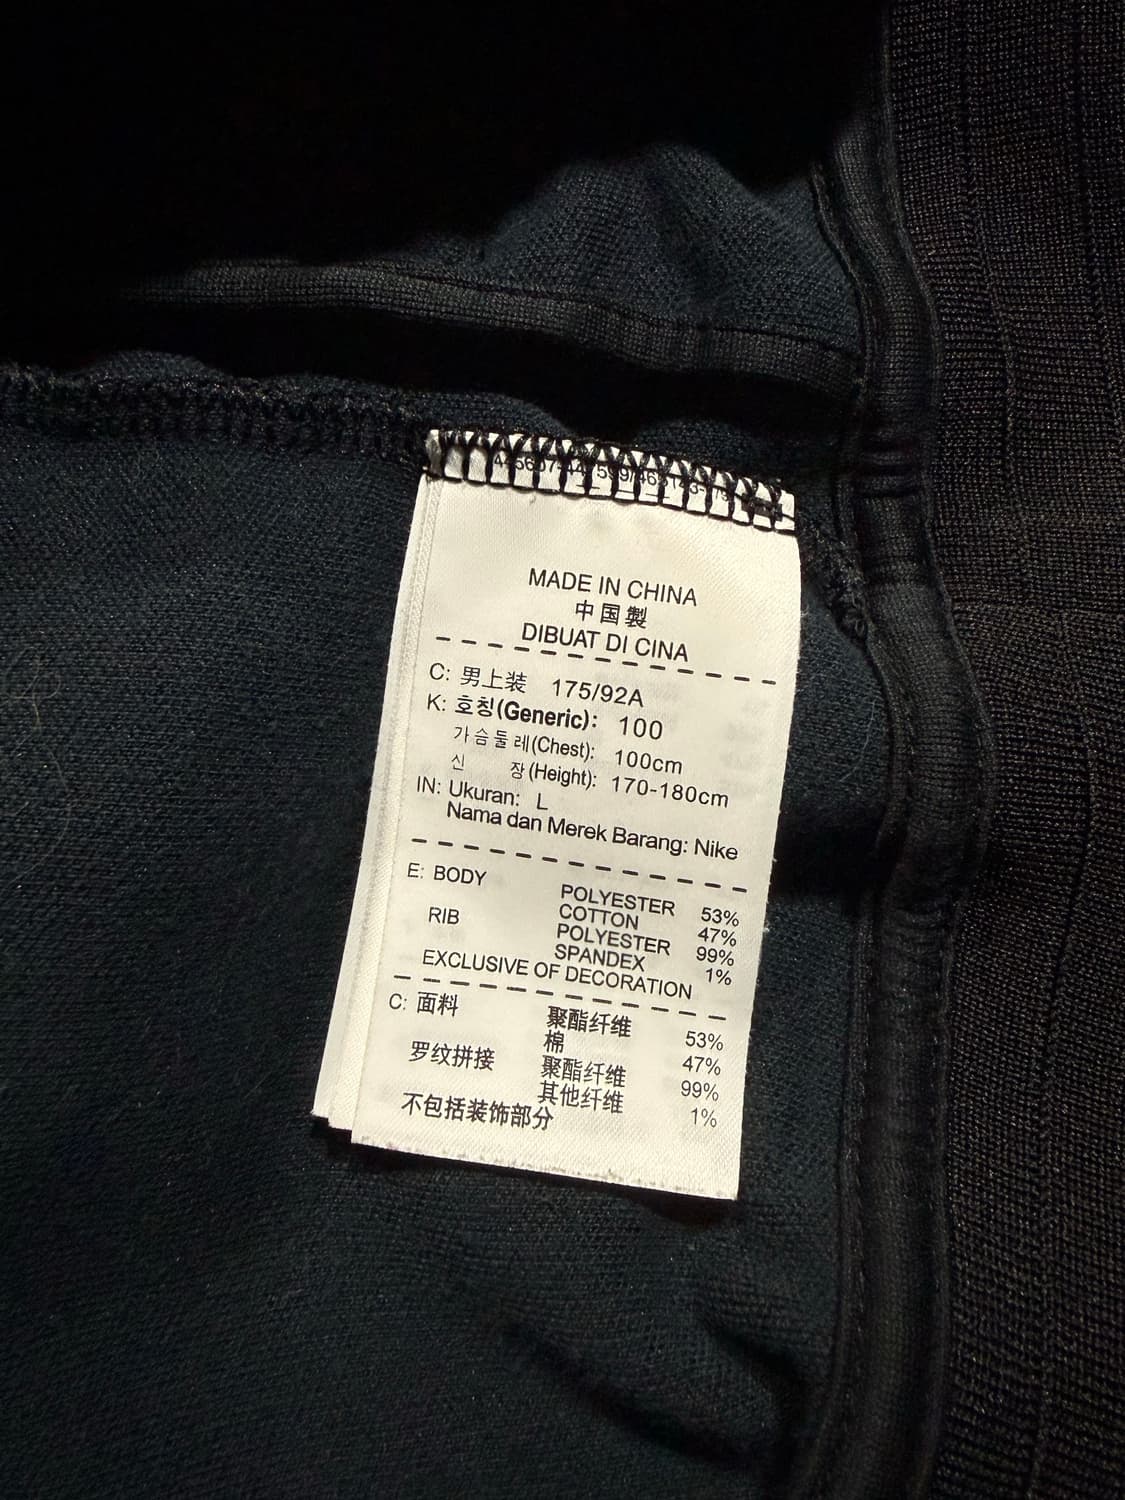 MADE IN CHINA
中国製
DIBUAT DI CINA
C: 男上装 175/92A
K: 호칭(Generic): 100
가슴둘레(Chest): 100cm
신 장(Height): 170-180cm
IN: Ukuran: L
Nama dan Merek Barang: Nike
E: BODY POLYESTER 53%
COTTON 47%
RIB POLYESTER 99%
SPANDEX 1%
EXCLUSIVE OF DECORATION
C: 面料 聚酯纤维 53%
棉 47%
罗纹拼接 聚酯纤维 99%
其他纤维 1%
不包括装饰部分